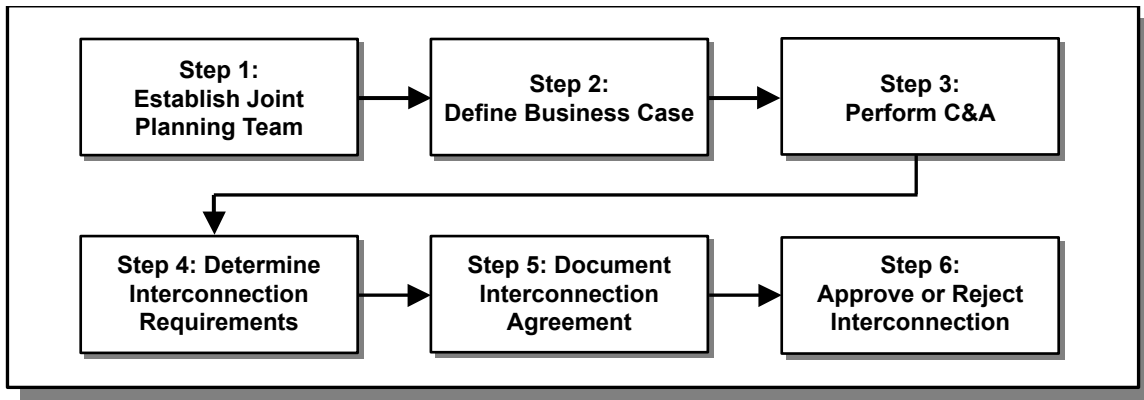 Step 1:
Establish Joint
Planning Team
Step 2:
Define Business Case
Step 3:
Perform C&A
Step 4: Determine
Interconnection
Requirements
Step 5: Document
Interconnection
Agreement
Step 6:
Approve or Reject
Interconnection